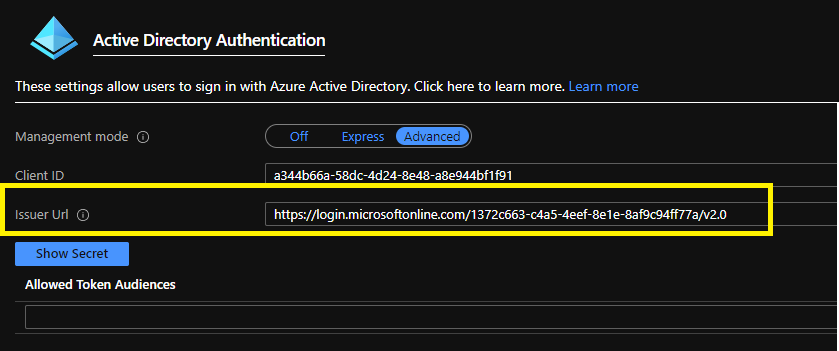 Active Directory Authentication
These settings allow users to sign in with Azure Active Directory. Click here to learn more. Learn more
Management mode Off Express Advanced
Client ID a344b66a-58dc-4d24-8e48-a8e944bf1f91
Issuer Url https://login.microsoftonline.com/1372c663-c4a5-4eef-8e1e-8af9c94ff77a/v2.0
Show Secret
Allowed Token Audiences